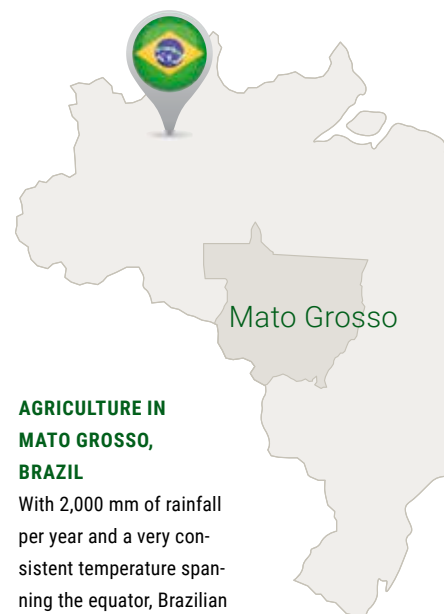 Mato Grosso
AGRICULTURE IN
MATO GROSSO,
BRAZIL
With 2,000 mm of rainfall
per year and a very con-
sistent temperature span-
ning the equator, Brazilian